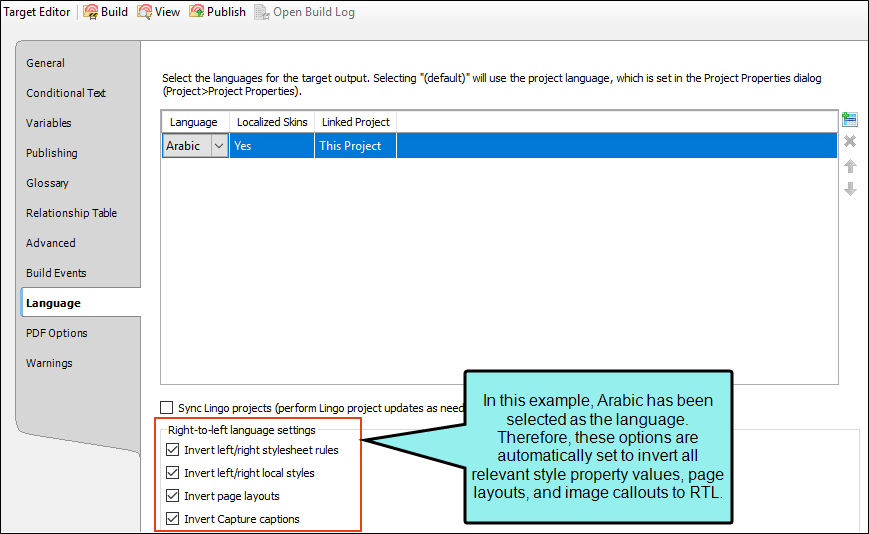 Target Editor Build View Publish Open Build Log
General
Conditional Text
Variables
Publishing
Glossary
Relationship Table
Advanced
Build Events
Language
PDF Options
Warnings
Select the languages for the target output. Selecting "(default)" will use the project language, which is set in the Project Properties dialog
(Project>Project Properties).
Language Localized Skins Linked Project
Arabic Yes This Project
Sync Lingo projects (perform Lingo project updates as need
Right-to-left language settings
Invert left/right stylesheet rules
Invert left/right local styles
Invert page layouts
Invert Capture captions
In this example, Arabic has been
selected as the language.
Therefore, these options are
automatically set to invert all
relevant style property values, page
layouts, and image callouts to RTL.